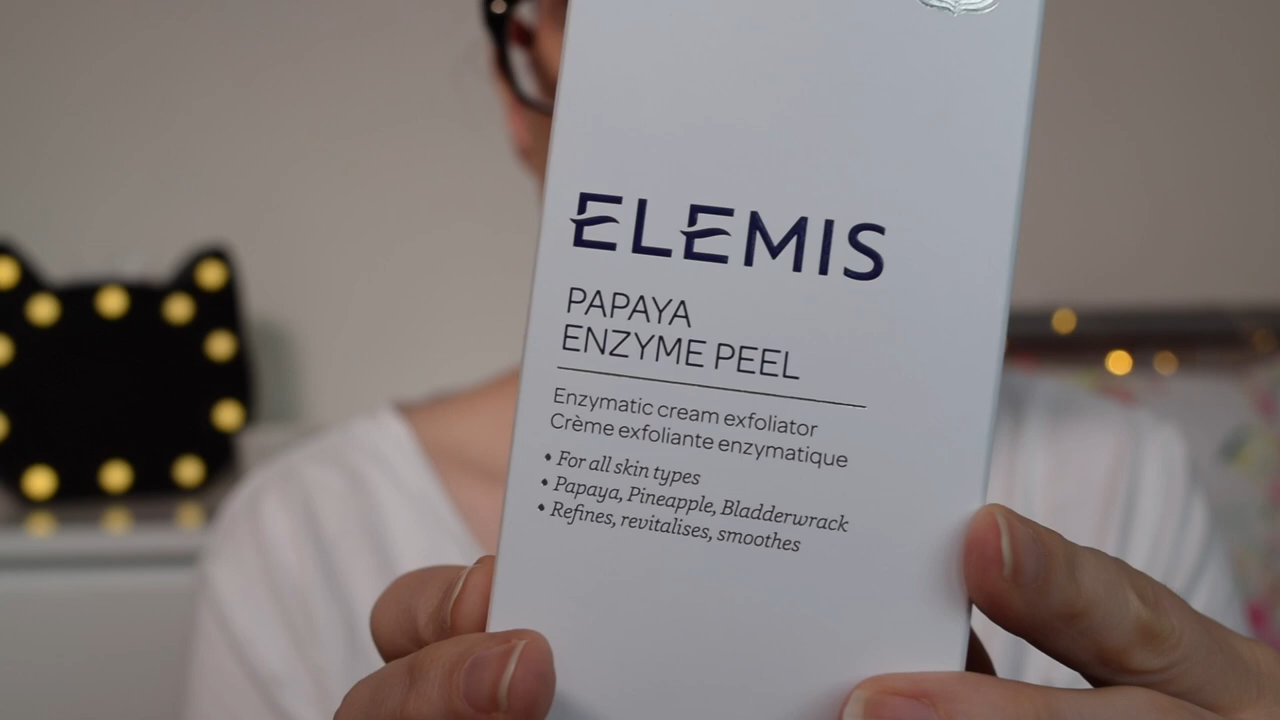 ELEMIS
PAPAYA
ENZYME PEEL
Enzymatic cream exfoliator
Crème exfoliante enzymatique
• For all skin types
• Papaya, Pineapple, Bladderwrack
• Refines, revitalises, smoothes